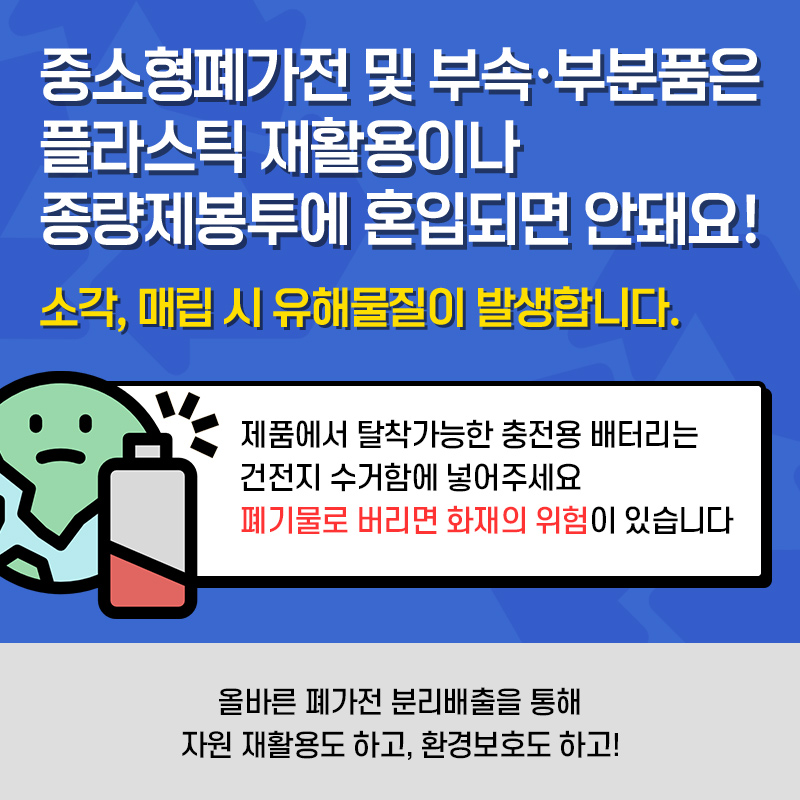 중소형폐가전 및 부속·부분품은
플라스틱 재활용이나
종량제봉투에 혼입되면 안돼요!
소각, 매립 시 유해물질이 발생합니다.
제품에서 탈착가능한 충전용 배터리는
건전지 수거함에 넣어주세요
폐기물로 버리면 화재의 위험이 있습니다
올바른 폐가전 분리배출을 통해
자원 재활용도 하고, 환경보호도 하고!